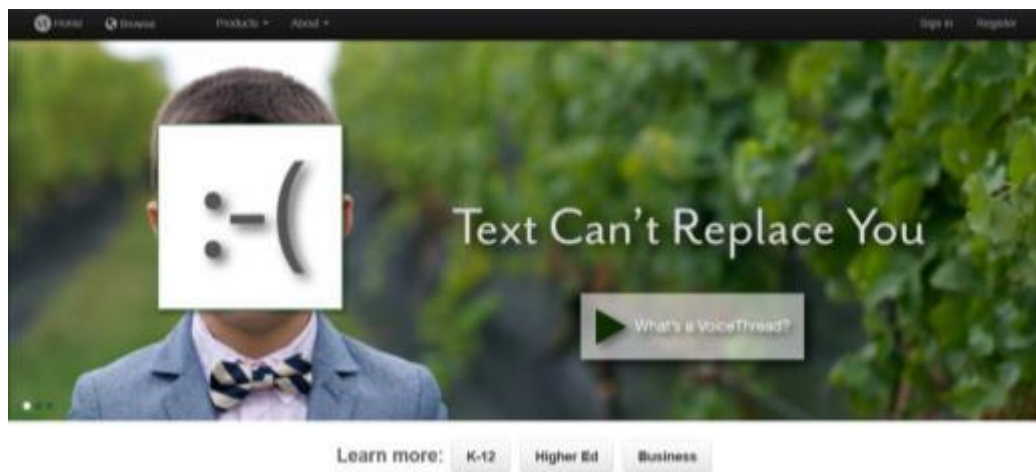 Home Browse Products About Sign in Register
:-(
Text Can't Replace You
What's a VoiceThread?
Learn more: K-12 Higher Ed Business